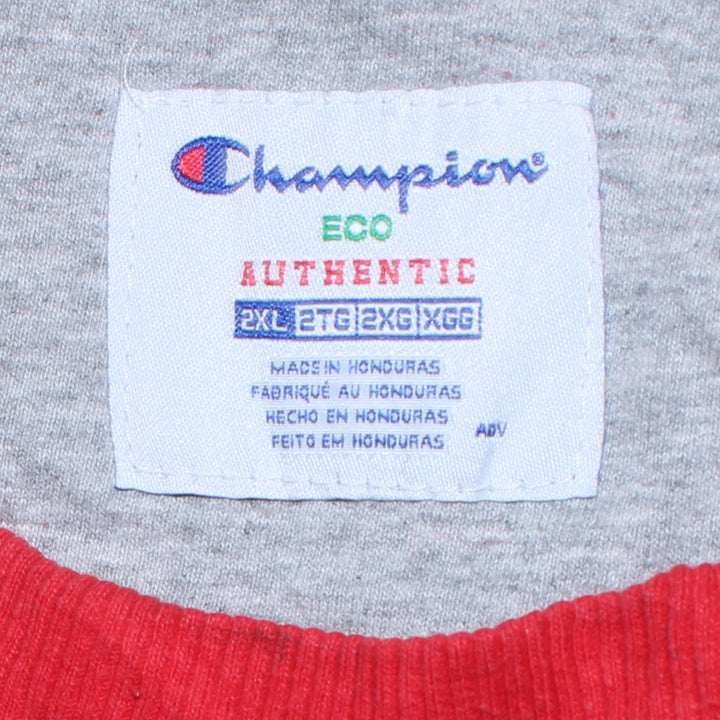 Champion®
ECO
AUTHENTIC
2XL 2TG 2XG XGG
MADE IN HONDURAS
FABRIQUÉ AU HONDURAS
HECHO EN HONDURAS
FEITO EM HONDURAS
ADV